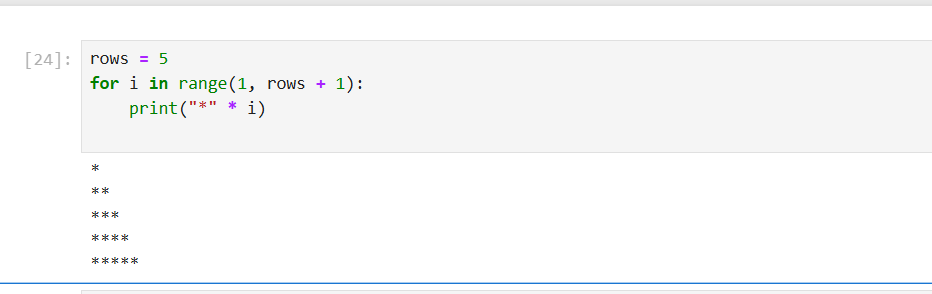 [24]: rows = 5
for i in range(1, rows + 1):
    print("*" * i)
*
**
***
****
*****